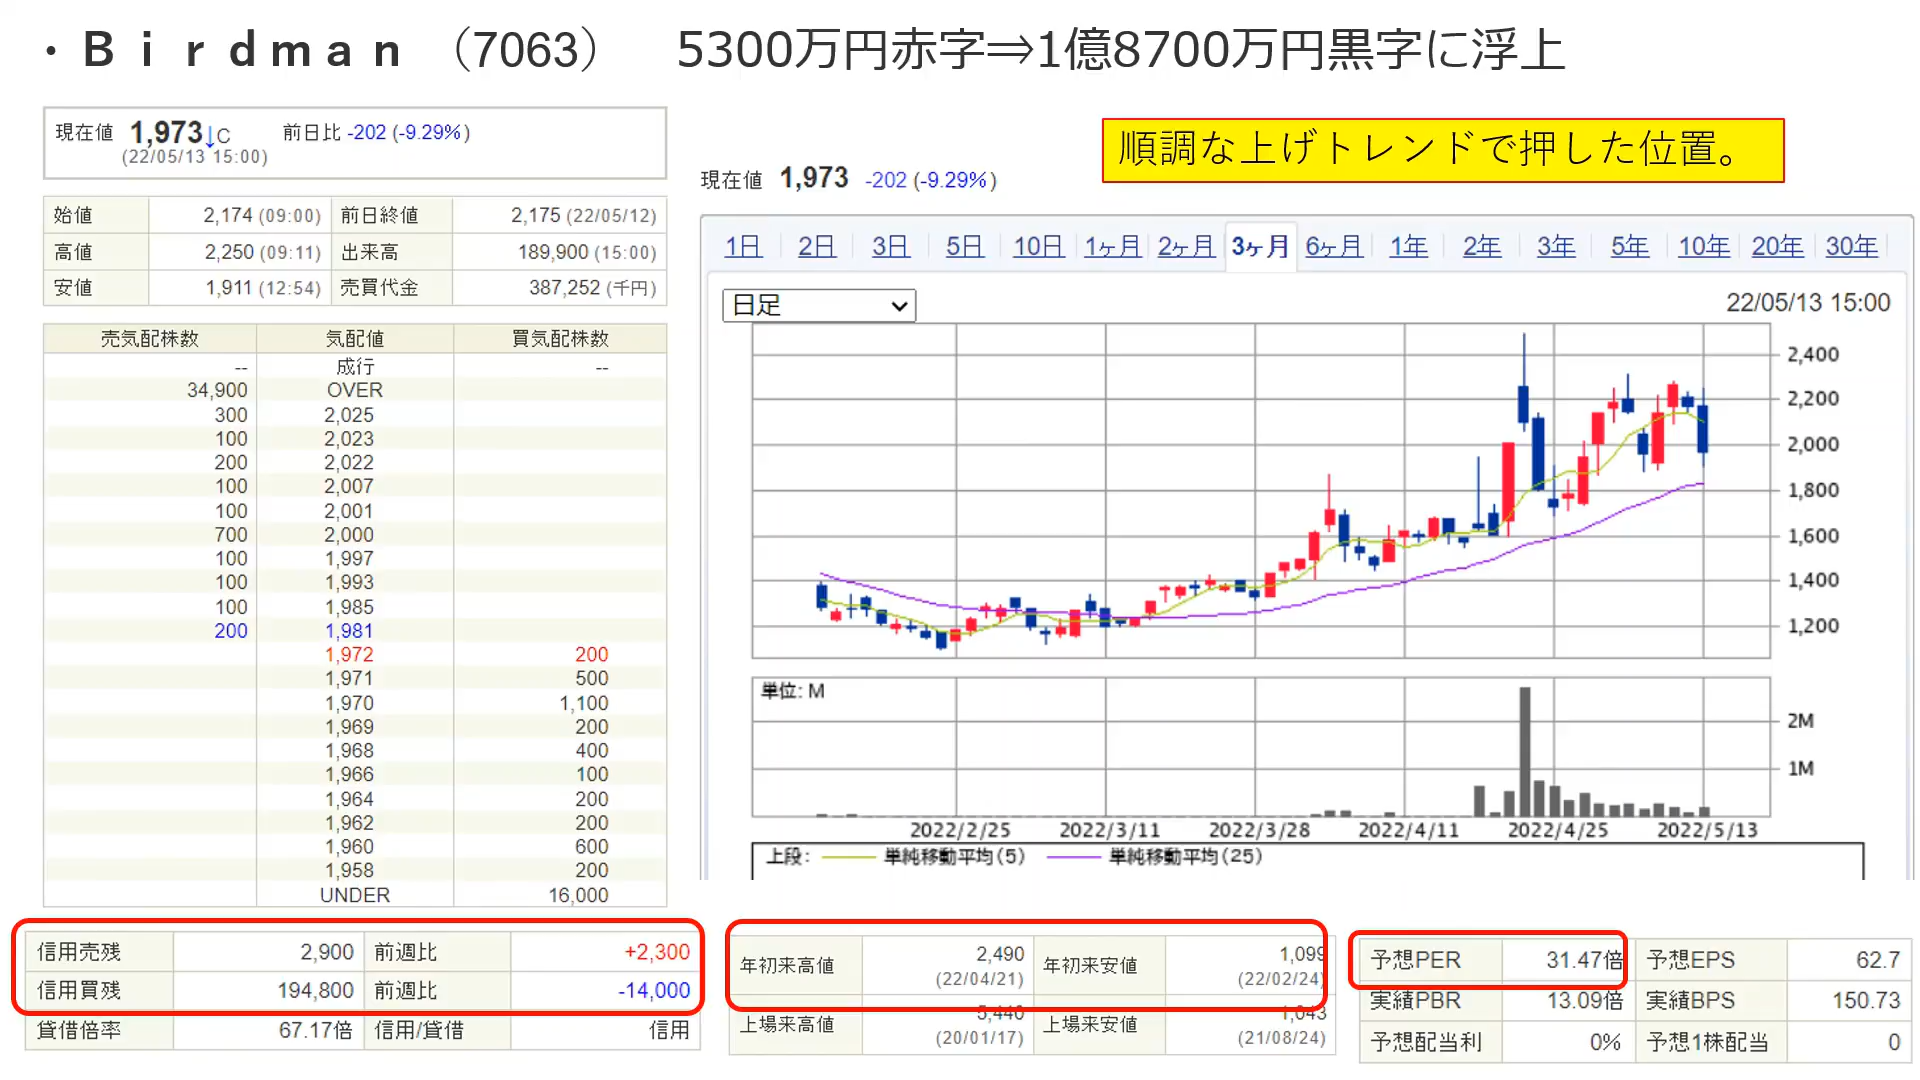 ・Ｂｉｒｄｍａｎ（7063）　5300万円赤字⇒1億8700万円黒字に浮上
現在値 1,973↓C 前日比 -202 (-9.29%)
(22/05/13 15:00)
順調な上げトレンドで押した位置。
現在値 1,973 -202 (-9.29%)
始値 2,174 (09:00) 前日終値 2,175 (22/05/12)
高値 2,250 (09:11) 出来高 189,900 (15:00)
安値 1,911 (12:54) 売買代金 387,252 (千円)
売気配株数 気配値 買気配株数
-- 成行 --
34,900 OVER
300 2,025
100 2,023
200 2,022
100 2,007
100 2,001
700 2,000
100 1,997
100 1,993
100 1,985
200 1,981
1,972 200
1,971 500
1,970 1,100
1,969 200
1,968 400
1,966 100
1,964 200
1,962 200
1,960 600
1,958 200
UNDER 16,000
1日 2日 3日 5日 10日 1ヶ月 2ヶ月 3ヶ月 6ヶ月 1年 2年 3年 5年 10年 20年 30年
日足 22/05/13 15:00
2,400
2,200
2,000
1,800
1,600
1,400
1,200
単位: M
2M
1M
2022/2/25 2022/3/11 2022/3/28 2022/4/11 2022/4/25 2022/5/13
上段: 単純移動平均(5) 単純移動平均(25)
信用売残 2,900 前週比 +2,300
信用買残 194,800 前週比 -14,000
貸借倍率 67.17倍 信用/貸借 信用
年初来高値 2,490 (22/04/21) 年初来安値 1,099 (22/02/24)
上場来高値 5,440 (20/01/17) 上場来安値 1,043 (21/08/24)
予想PER 31.47倍 予想EPS 62.7
実績PBR 13.09倍 実績BPS 150.73
予想配当利 0% 予想1株配当 0